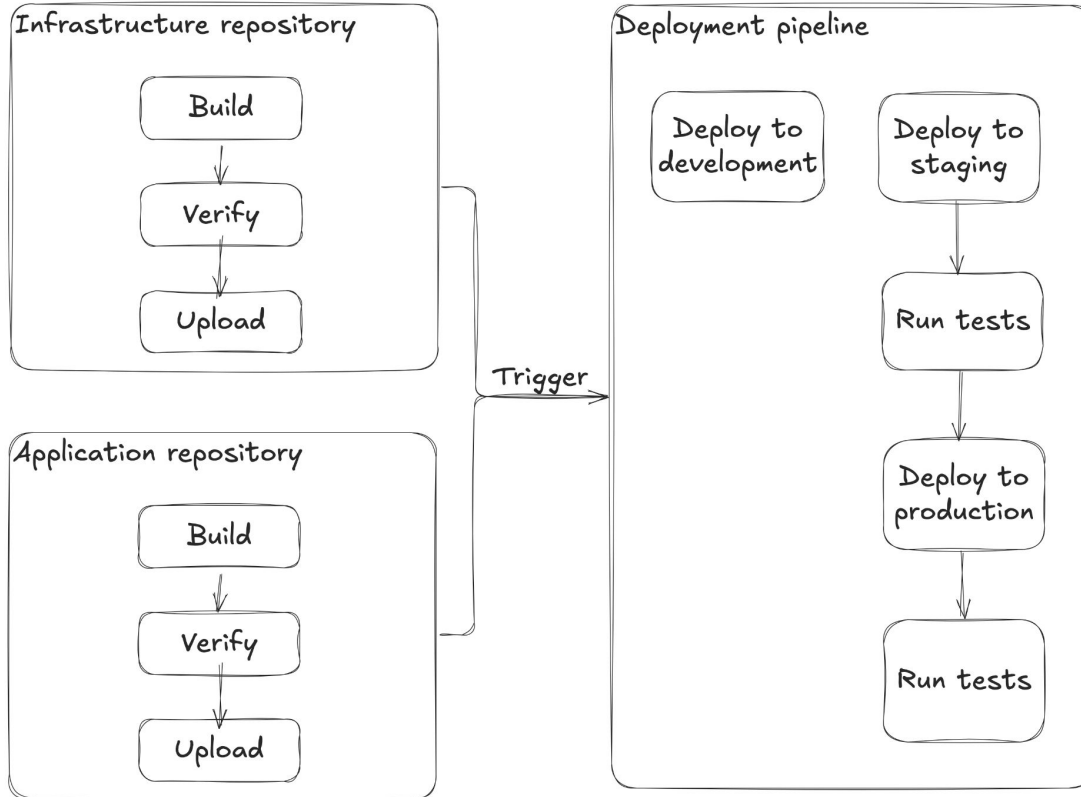 Infrastructure repository
Build
Verify
Upload
Application repository
Build
Verify
Upload
Trigger
Deployment pipeline
Deploy to
development
Deploy to
staging
Run tests
Deploy to
production
Run tests